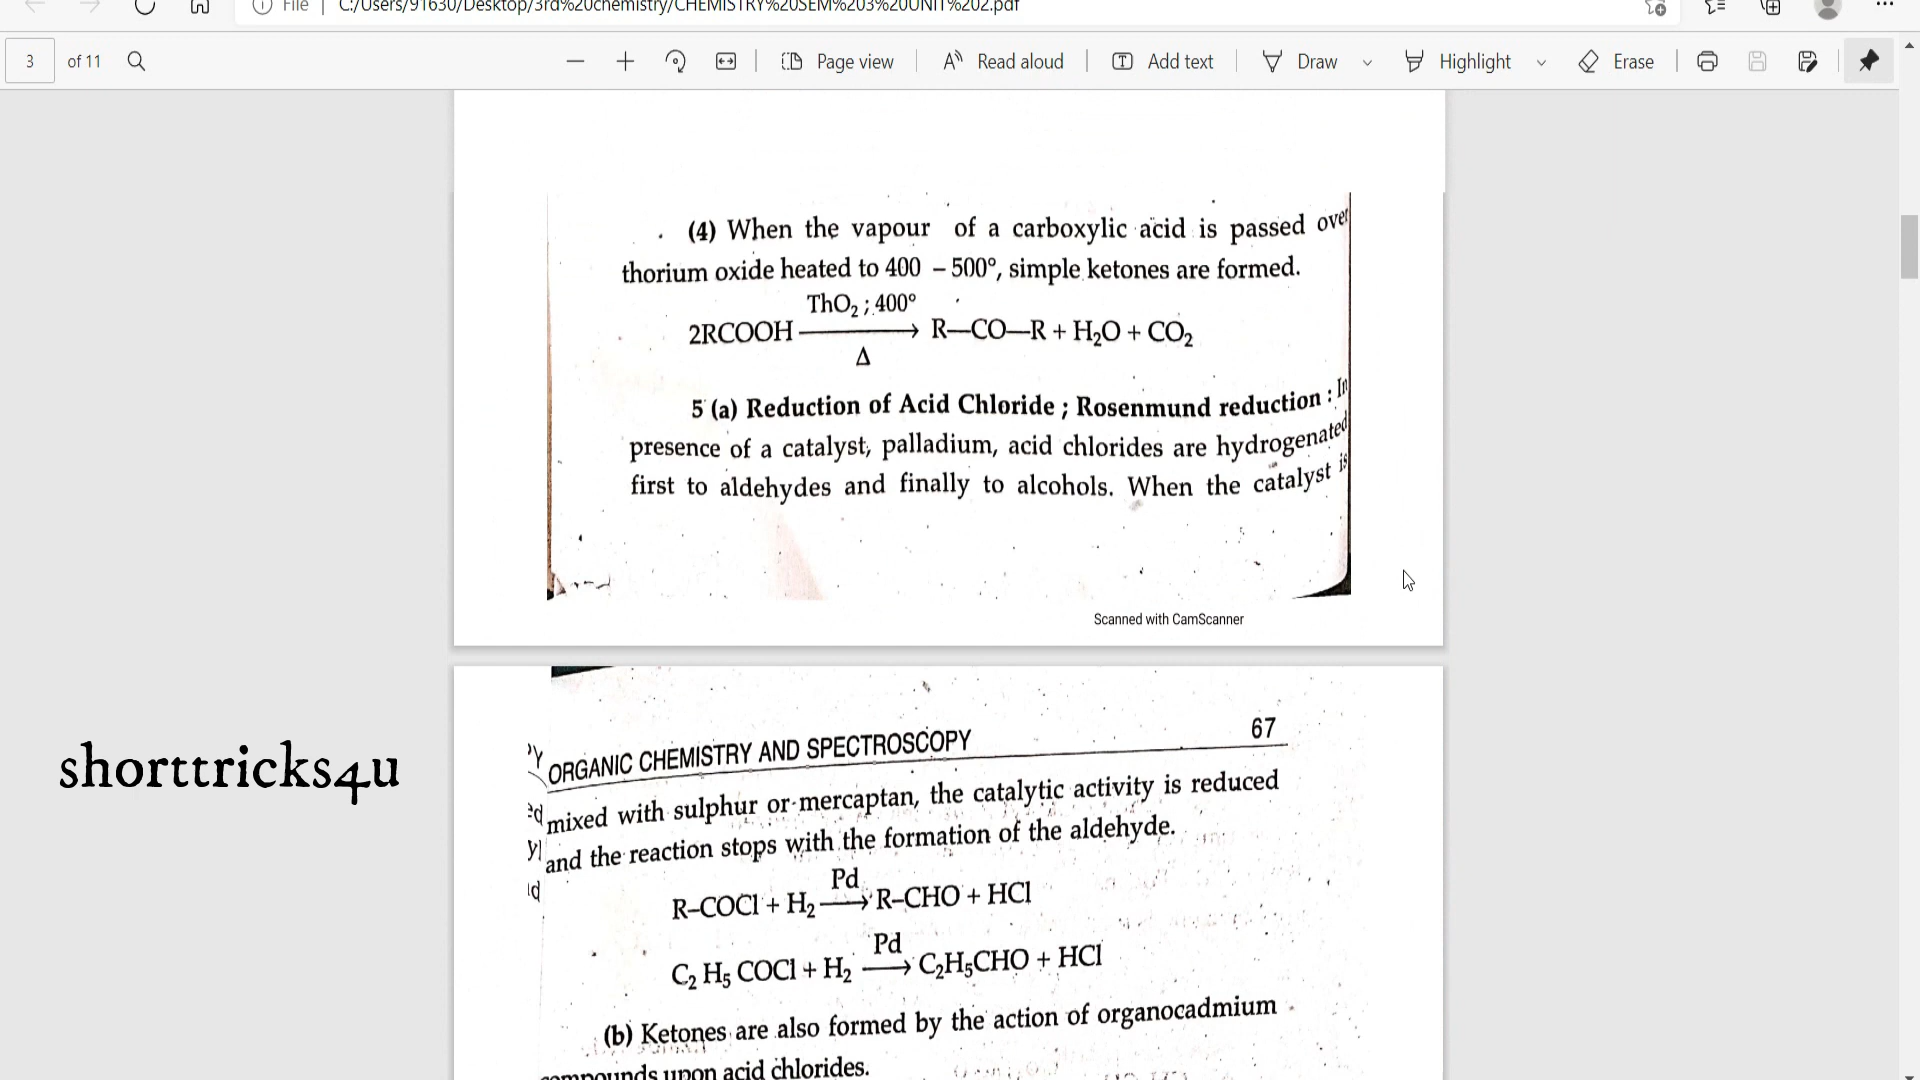 File | C:/Users/91630/Desktop/3rd%20chemistry/CHEMISTRY%20SEM%203%20UNIT%202.pdf
3 of 11 Page view Read aloud Add text Draw Highlight Erase
(4) When the vapour of a carboxylic acid is passed over
thorium oxide heated to 400 – 500°, simple ketones are formed.
ThO₂ ; 400°
2RCOOH ⟶ R—CO—R + H₂O + CO₂
Δ
5 (a) Reduction of Acid Chloride ; Rosenmund reduction : In
presence of a catalyst, palladium, acid chlorides are hydrogenated
first to aldehydes and finally to alcohols. When the catalyst is
Scanned with CamScanner
67
ORGANIC CHEMISTRY AND SPECTROSCOPY
mixed with sulphur or mercaptan, the catalytic activity is reduced
and the reaction stops with the formation of the aldehyde.
Pd
R–COCl + H₂ ⟶ R–CHO + HCl
Pd
C₂ H₅ COCl + H₂ ⟶ C₂H₅CHO + HCl
(b) Ketones are also formed by the action of organocadmium
upon acid chlorides.
shorttricks4u